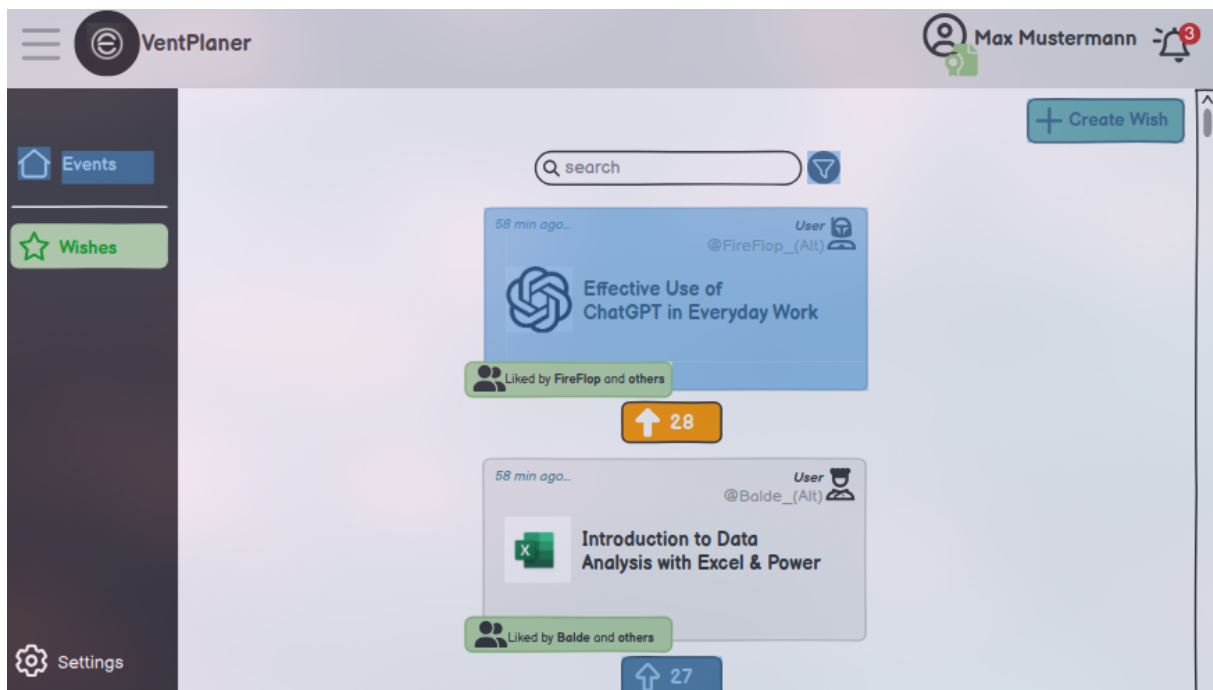 VentPlaner
Max Mustermann
3
Create Wish
Events
search
Wishes
58 min ago...
User
@FireFlop_(Alt)
Effective Use of
ChatGPT in Everyday Work
Liked by FireFlop and others
28
58 min ago...
User
@Balde_(Alt)
X
Introduction to Data
Analysis with Excel & Power
Liked by Balde and others
27
Settings